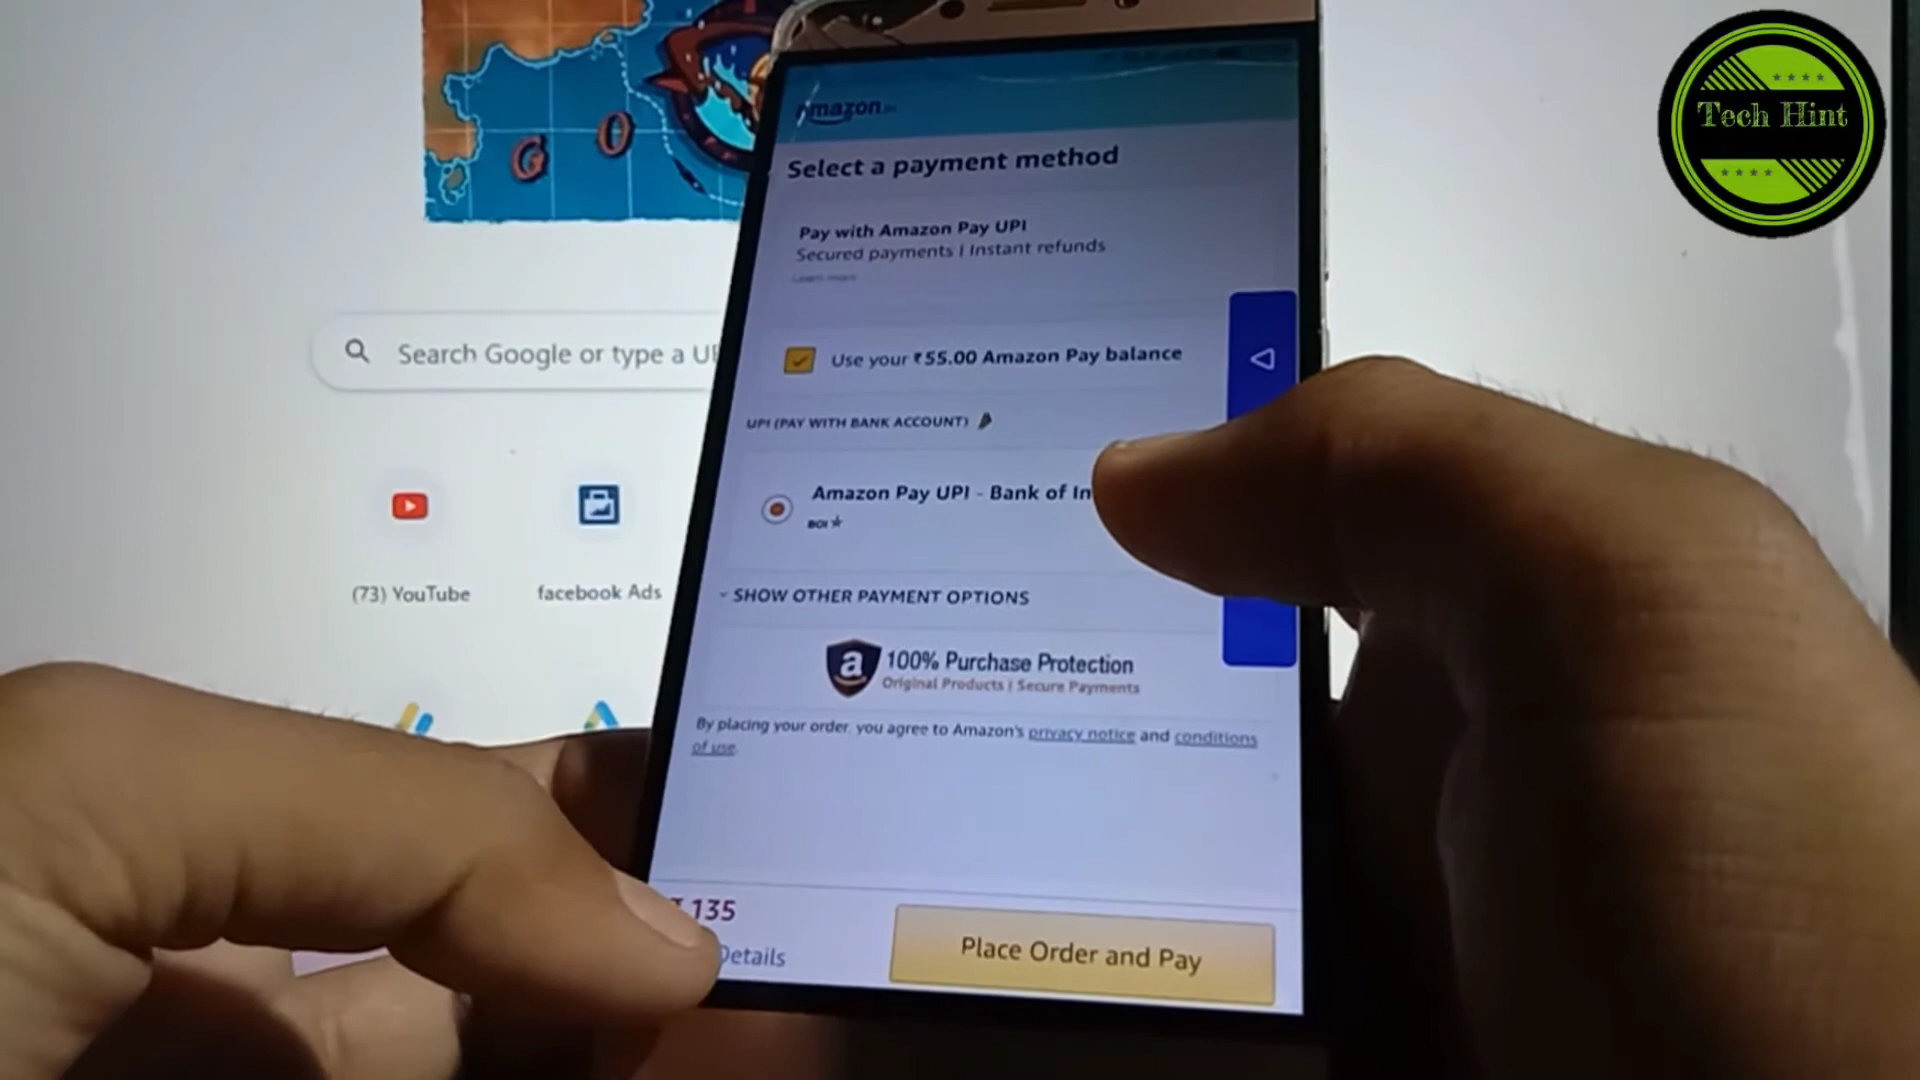 Tech Hint
G O
amazon.in
Select a payment method
Pay with Amazon Pay UPI
Secured payments | Instant refunds
Learn more
Use your ₹55.00 Amazon Pay balance
UPI (PAY WITH BANK ACCOUNT)
Amazon Pay UPI - Bank of In
BOI
SHOW OTHER PAYMENT OPTIONS
a 100% Purchase Protection
Original Products | Secure Payments
By placing your order, you agree to Amazon's privacy notice and conditions
of use.
₹ 135
Details
Place Order and Pay
Search Google or type a
(73) YouTube
facebook Ads